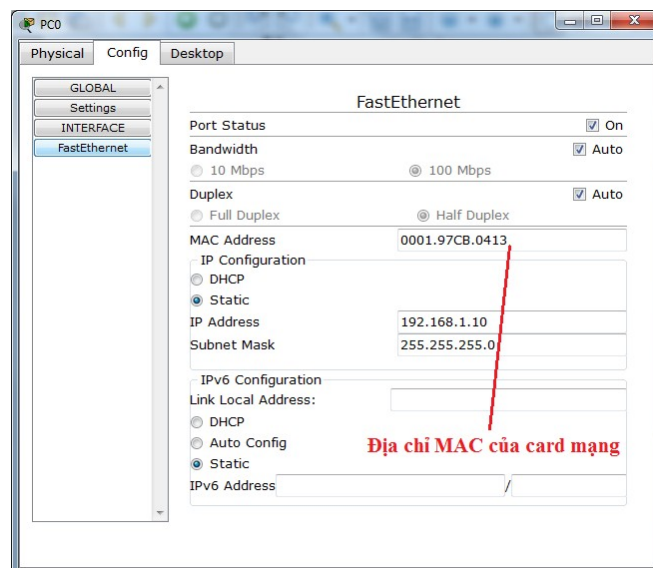 PC0
Physical Config Desktop
GLOBAL
Settings
INTERFACE
FastEthernet
FastEthernet
Port Status On
Bandwidth Auto
10 Mbps 100 Mbps
Duplex Auto
Full Duplex Half Duplex
MAC Address 0001.97CB.0413
IP Configuration
DHCP
Static
IP Address 192.168.1.10
Subnet Mask 255.255.255.0
IPv6 Configuration
Link Local Address:
DHCP
Auto Config
Địa chỉ MAC của card mạng
Static
IPv6 Address /